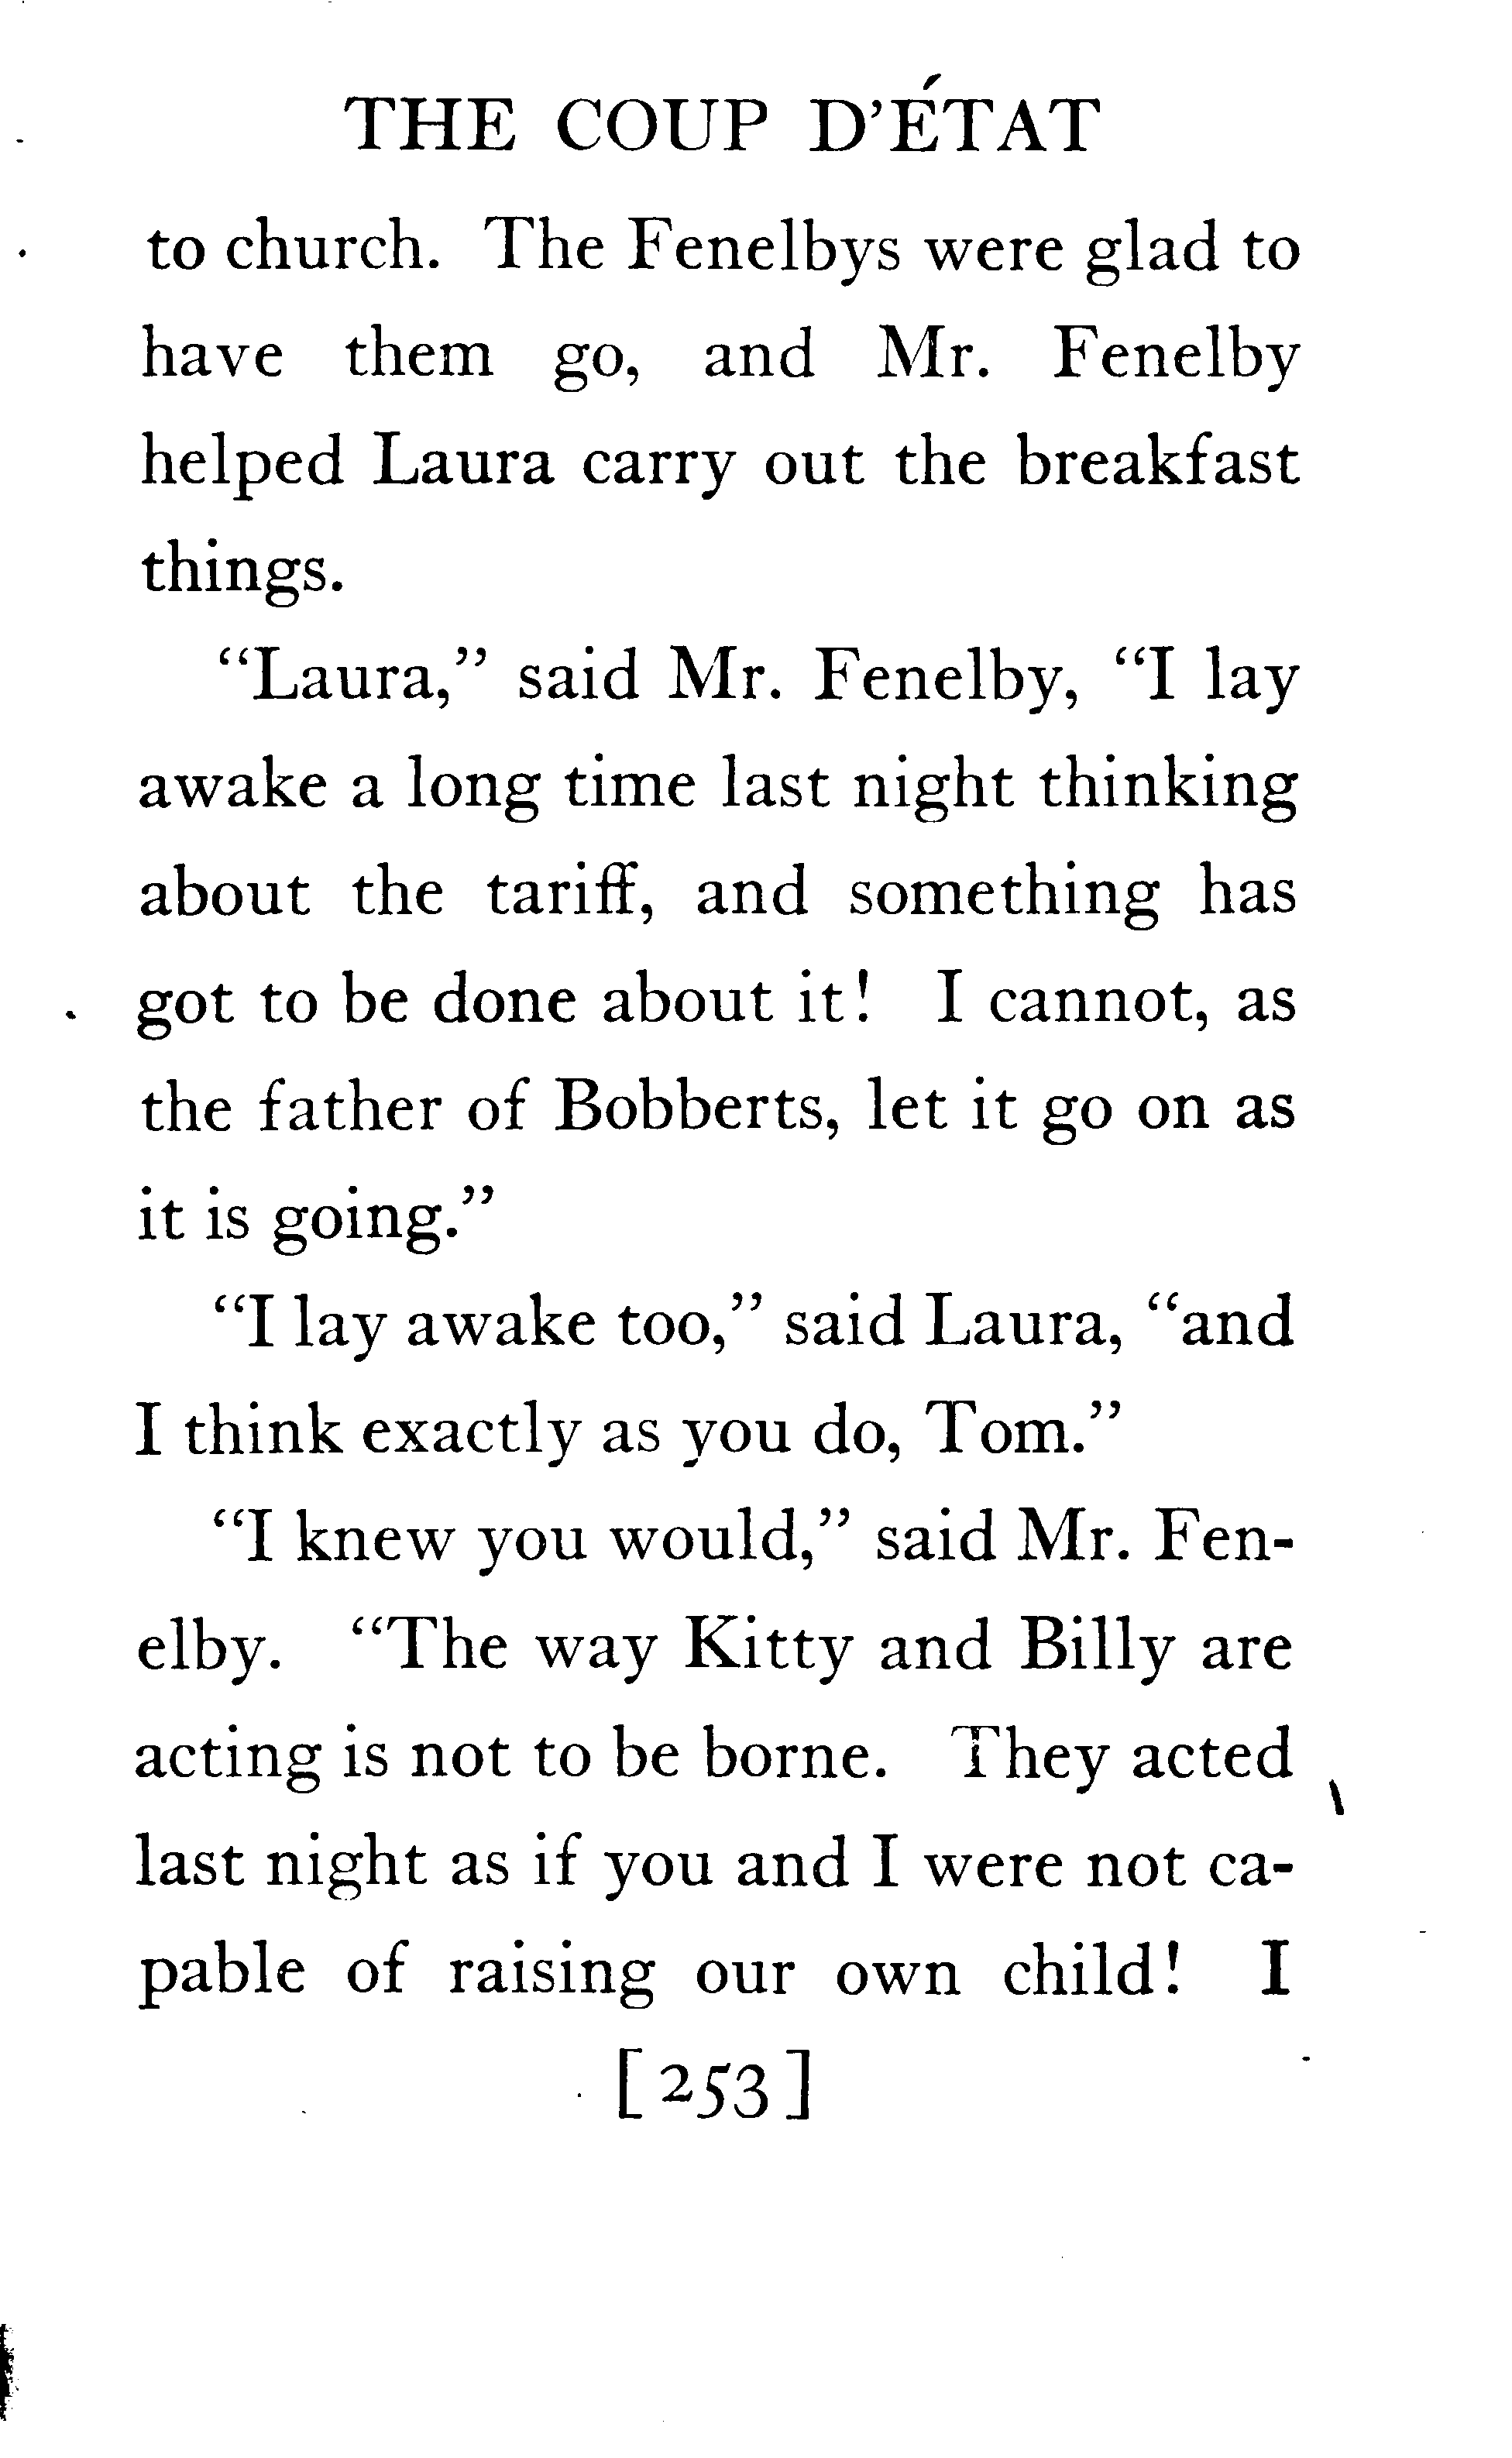 THE COUP D'ÉTAT
to church. The Fenelbys were glad to
have them go, and Mr. Fenelby
helped Laura carry out the breakfast
things.
“Laura,” said Mr. Fenelby, “I lay
awake a long time last night thinking
about the tariff, and something has
got to be done about it! I cannot, as
the father of Bobberts, let it go on as
it is going.”
“I lay awake too,” said Laura, “and
I think exactly as you do, Tom.”
“I knew you would,” said Mr. Fen-
elby. “The way Kitty and Billy are
acting is not to be borne. They acted
last night as if you and I were not ca-
pable of raising our own child! I
[253]